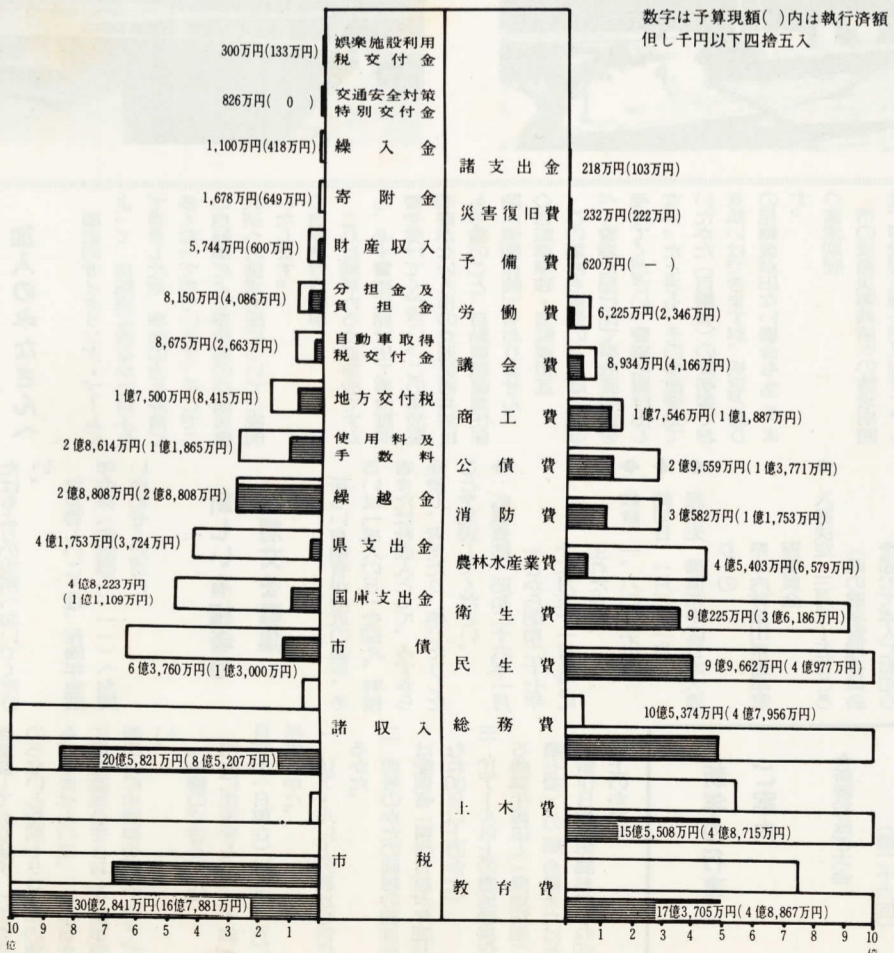 数字は予算現額( )内は執行済額
但し千円以下四捨五入
300万円(133万円)
娯楽施設利用
税交付金
826万円( 0 )
交通安全対策
特別交付金
1,100万円(418万円)
繰入金
1,678万円(649万円)
寄附金
5,744万円(600万円)
財産収入
8,150万円(4,086万円)
分担金及
負担金
8,675万円(2,663万円)
自動車取得
税交付金
1億7,500万円(8,415万円)
地方交付税
2億8,614万円(1億1,865万円)
使用料及
手数料
2億8,808万円(2億8,808万円)
繰越金
4億1,753万円(3,724万円)
県支出金
4億8,223万円
(1億1,109万円)
国庫支出金
市債
6億3,760万円(1億3,000万円)
諸収入
20億5,821万円(8億5,207万円)
市税
30億2,841万円(16億7,881万円)
10 9 8 7 6 5 4 3 2 1
億
諸支出金 218万円(103万円)
災害復旧費 232万円(222万円)
予備費 620万円( − )
労働費 6,225万円(2,346万円)
議会費 8,934万円(4,166万円)
商工費 1億7,546万円(1億1,887万円)
公債費 2億9,559万円(1億3,771万円)
消防費 3億582万円(1億1,753万円)
農林水産業費 4億5,403万円(6,579万円)
衛生費 9億225万円(3億6,186万円)
民生費 9億9,662万円(4億977万円)
総務費 10億5,374万円(4億7,956万円)
土木費
15億5,508万円(4億8,715万円)
教育費
17億3,705万円(4億8,867万円)
1 2 3 4 5 6 7 8 9 10
億